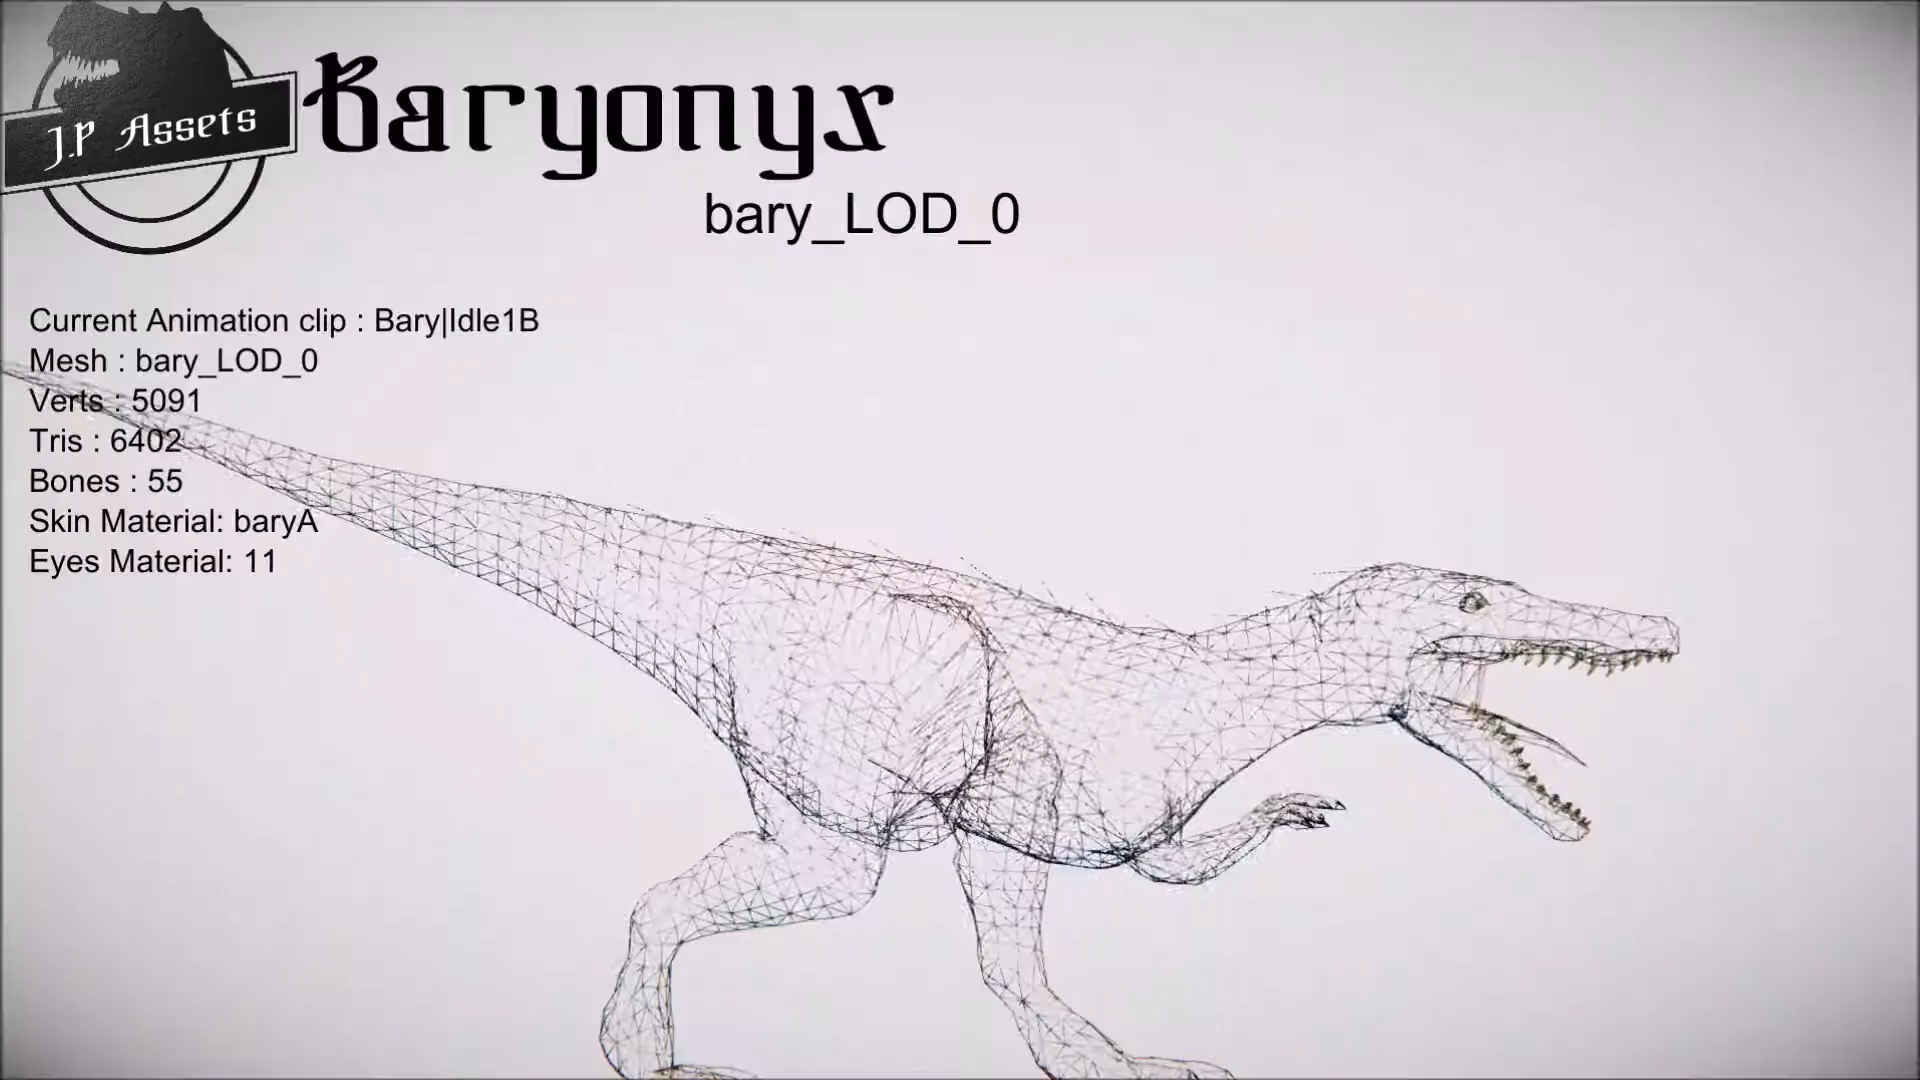 J.P Assets
Baryonyx
bary_LOD_0
Current Animation clip : Bary|Idle1B
Mesh : bary_LOD_0
Verts : 5091
Tris : 6402
Bones : 55
Skin Material: baryA
Eyes Material: 11